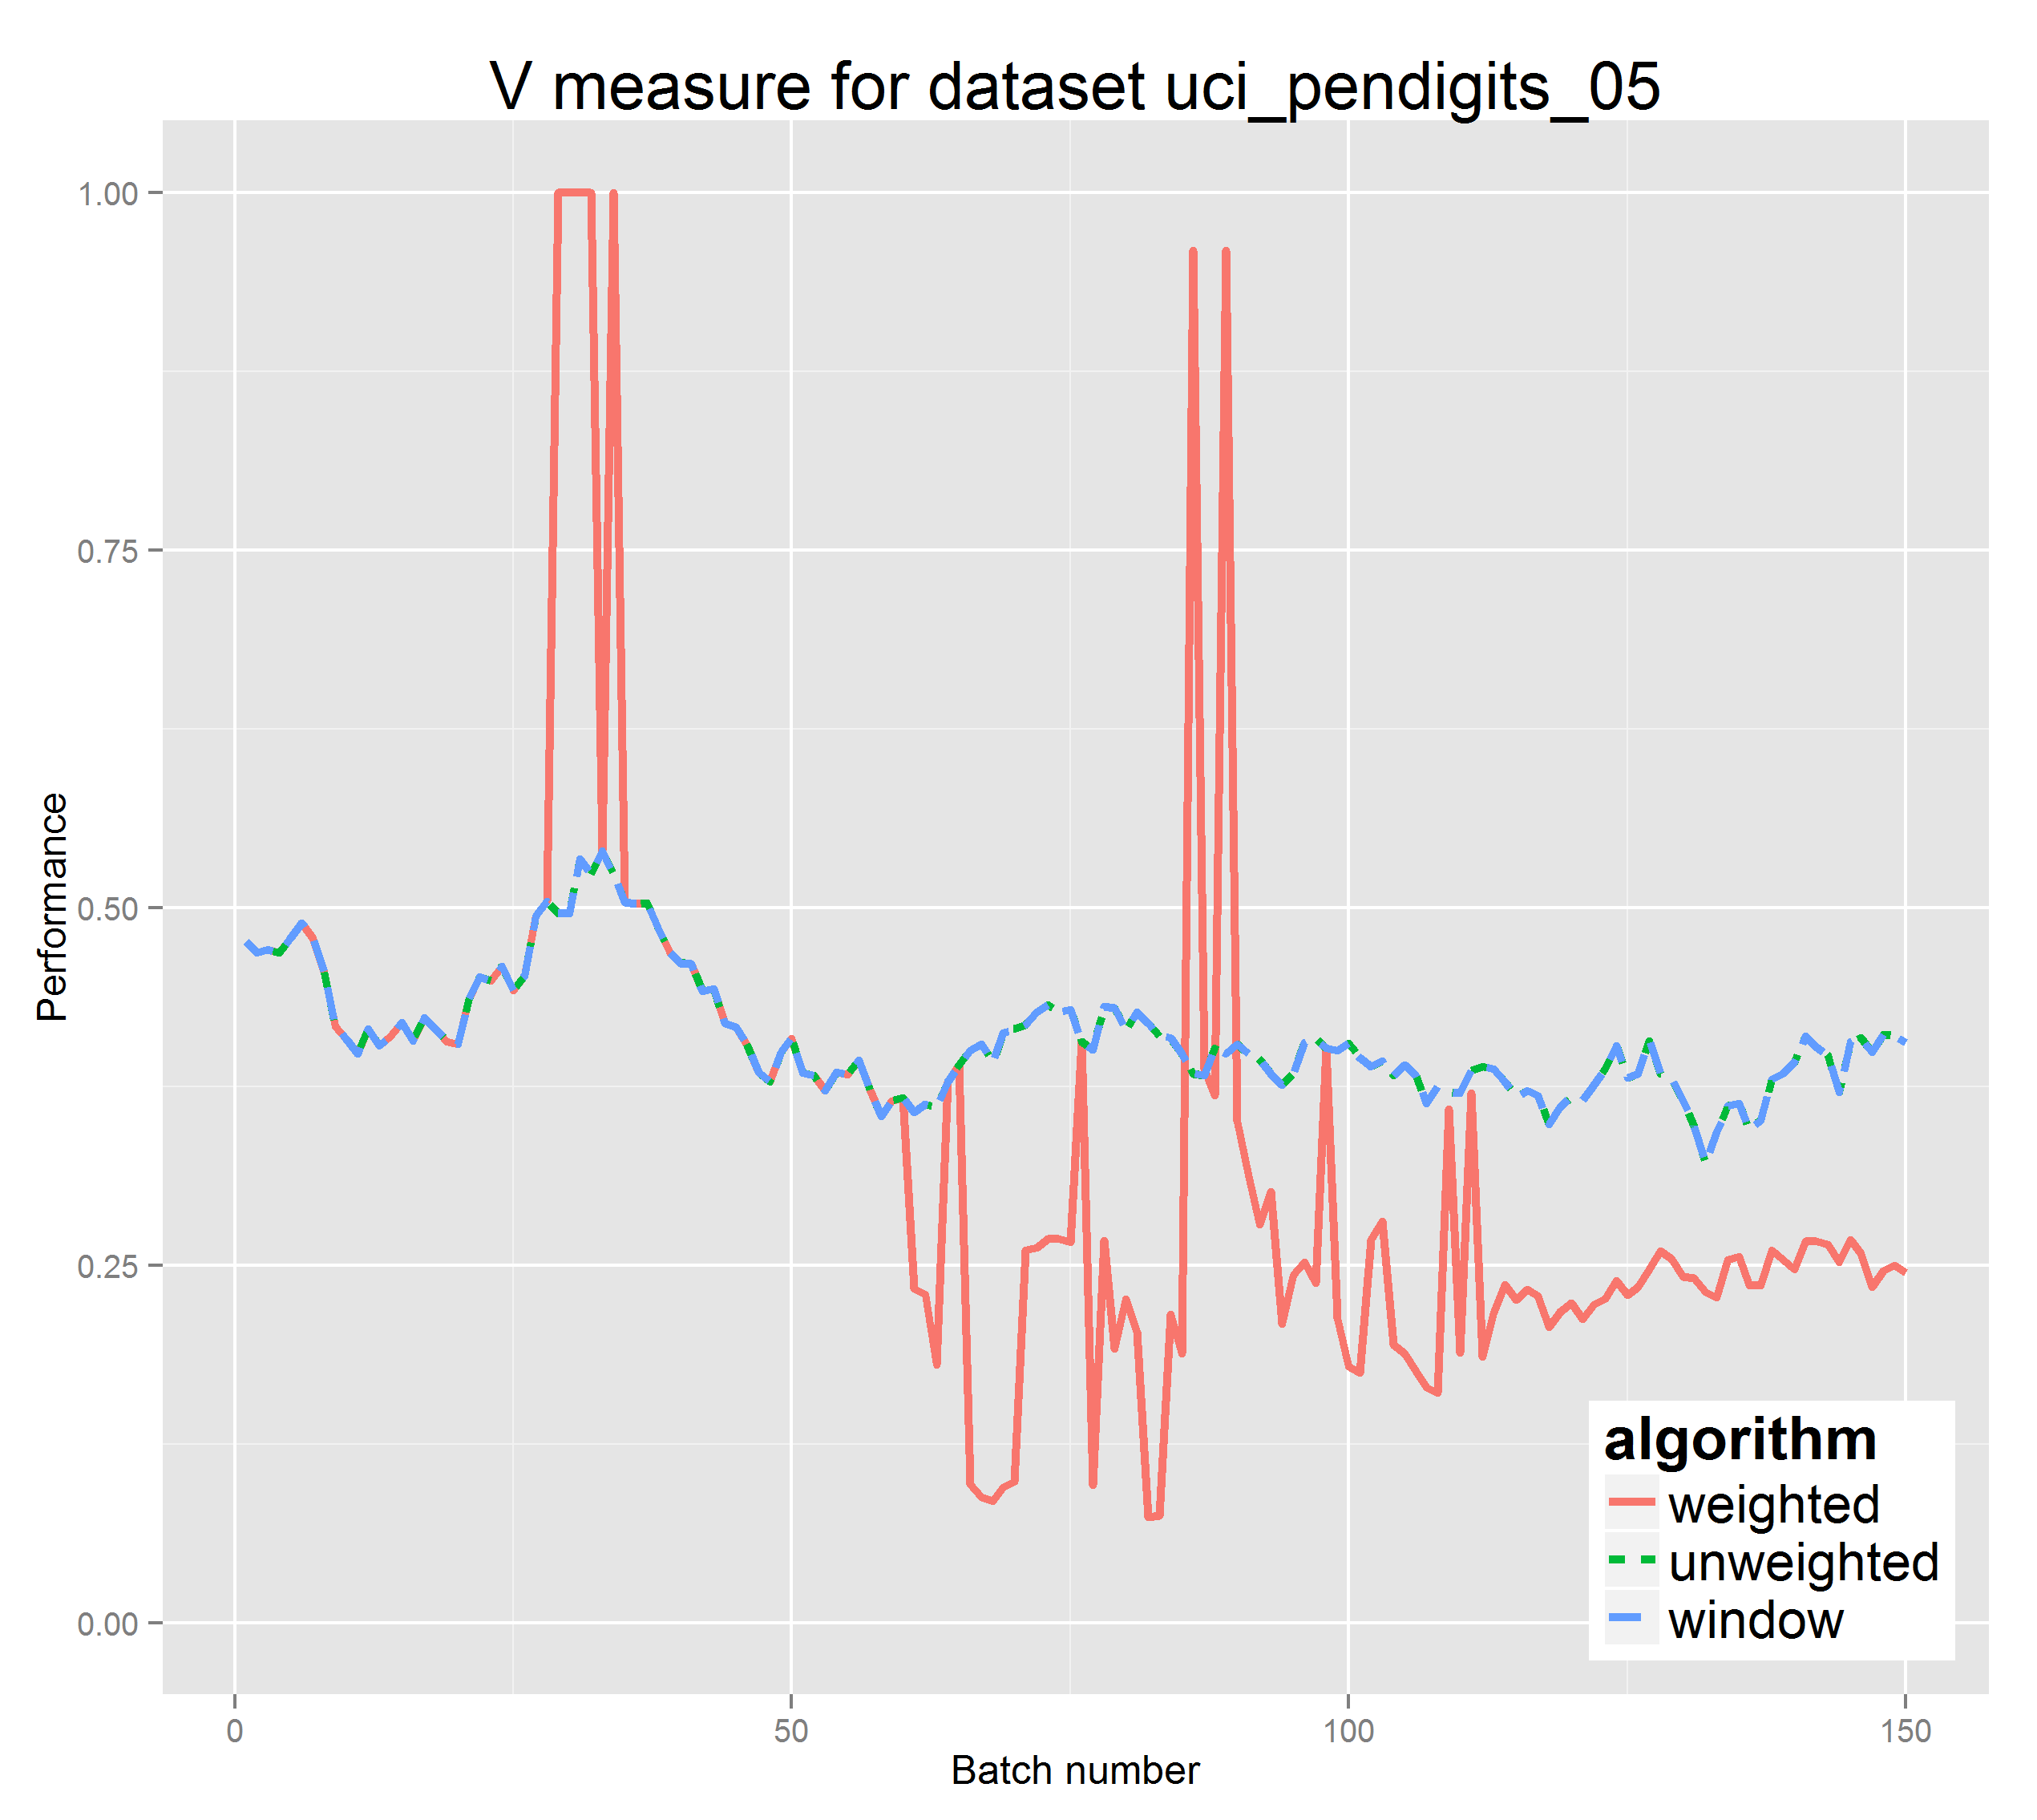 V measure for dataset uci_pendigits_05
Performance
1.00
0.75
0.50
0.25
0.00
0
50
100
150
Batch number
algorithm
weighted
unweighted
window